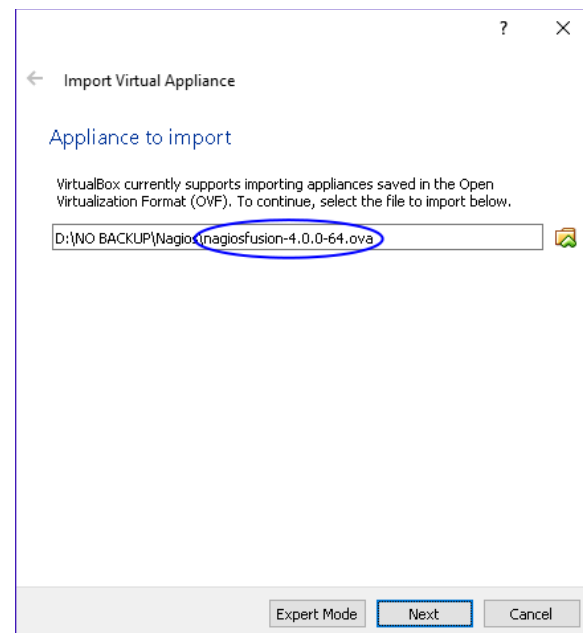 ?
Import Virtual Appliance
Appliance to import
VirtualBox currently supports importing appliances saved in the Open
Virtualization Format (OVF). To continue, select the file to import below.
D:\NO BACKUP\Nagios\nagiosfusion-4.0.0-64.ova
Expert Mode Next Cancel